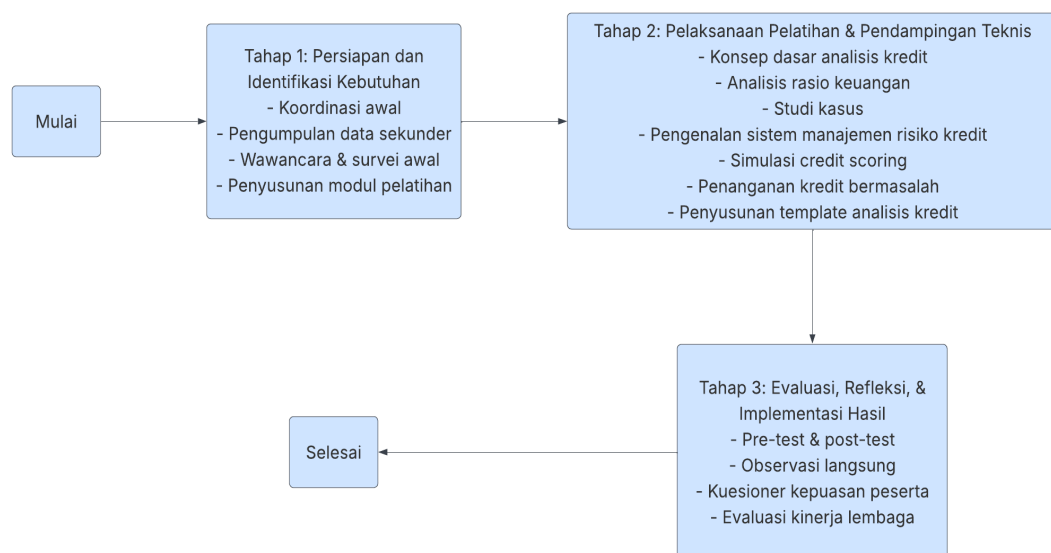 Mulai
Tahap 1: Persiapan dan
Identifikasi Kebutuhan
- Koordinasi awal
- Pengumpulan data sekunder
- Wawancara & survei awal
- Penyusunan modul pelatihan
Tahap 2: Pelaksanaan Pelatihan & Pendampingan Teknis
- Konsep dasar analisis kredit
- Analisis rasio keuangan
- Studi kasus
- Pengenalan sistem manajemen risiko kredit
- Simulasi credit scoring
- Penanganan kredit bermasalah
- Penyusunan template analisis kredit
Tahap 3: Evaluasi, Refleksi, &
Implementasi Hasil
- Pre-test & post-test
- Observasi langsung
- Kuesioner kepuasan peserta
- Evaluasi kinerja lembaga
Selesai